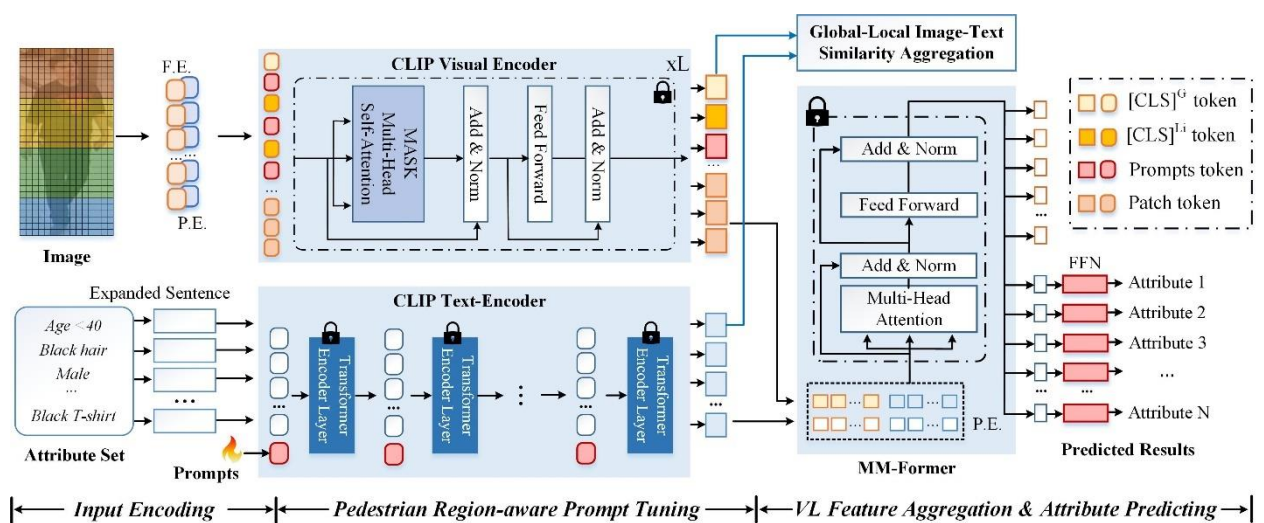 F.E.
......
P.E.
Image
CLIP Visual Encoder
xL
MASK
Multi-Head
Self-Attention
Add & Norm
Feed Forward
Add & Norm
...
Global-Local Image-Text
Similarity Aggregation
[CLS]^G token
[CLS]^Li token
Prompts token
Patch token
Expanded Sentence
Age <40
Black hair
Male
...
Black T-shirt
Attribute Set
...
Prompts
CLIP Text-Encoder
...
Transformer
Encoder Layer
...
Transformer
Encoder Layer
...
...
Transformer
Encoder Layer
...
Add & Norm
Feed Forward
Add & Norm
Multi-Head
Attention
... ...
... ...
P.E.
MM-Former
...
FFN
Attribute 1
Attribute 2
Attribute 3
...
... ...
Attribute N
Predicted Results
Input Encoding
Pedestrian Region-aware Prompt Tuning
VL Feature Aggregation & Attribute Predicting